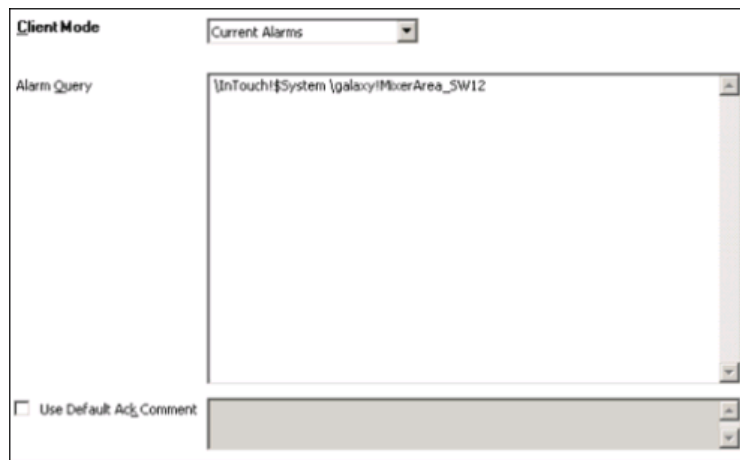 Client Mode
Current Alarms
Alarm Query
\InTouch!$System \galaxy!MixerArea_SW12
Use Default Ack Comment